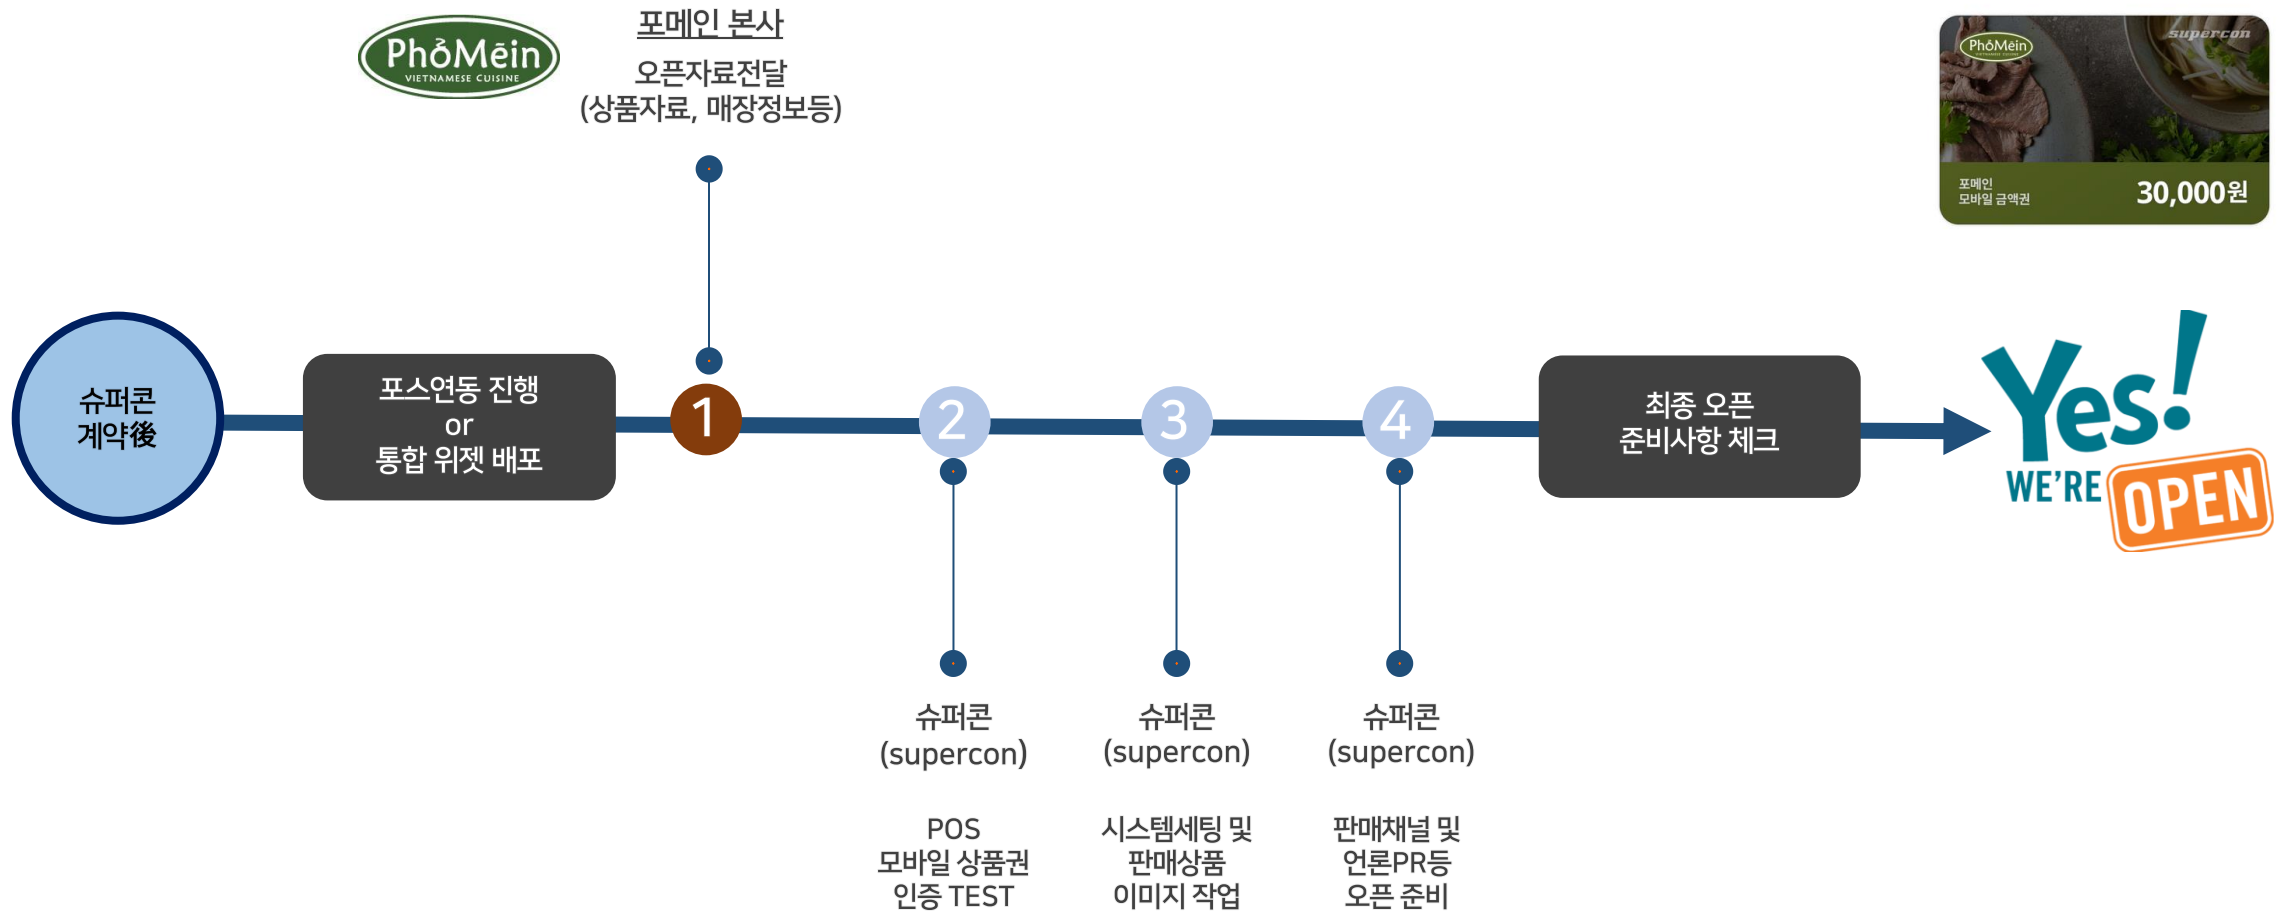 PhỏMēin
VIETNAMESE CUISINE
포메인 본사
오픈자료전달
(상품자료, 매장정보등)
PhỏMēin
VIETNAMESE CUISINE
supercon
포메인
모바일 금액권
30,000원
슈퍼콘
계약後
포스연동 진행
or
통합 위젯 배포
1
2
3
4
최종 오픈
준비사항 체크
Yes!
WE'RE
OPEN
슈퍼콘
(supercon)
POS
모바일 상품권
인증 TEST
슈퍼콘
(supercon)
시스템세팅 및
판매상품
이미지 작업
슈퍼콘
(supercon)
판매채널 및
언론PR등
오픈 준비